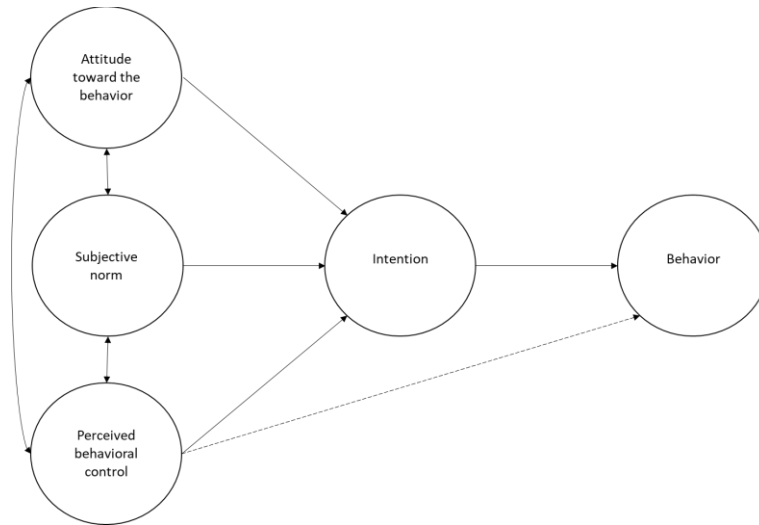 Attitude
toward the
behavior
Subjective
norm
Intention
Behavior
Perceived
behavioral
control